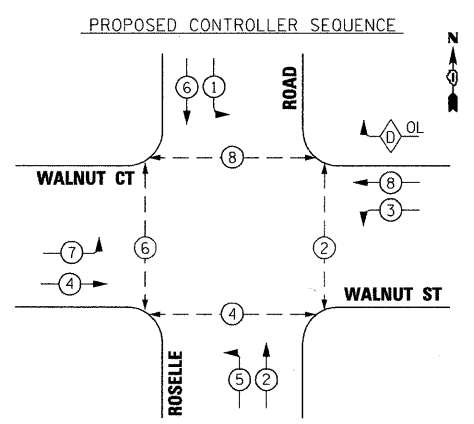 PROPOSED CONTROLLER SEQUENCE
N
6 1
ROAD
D OL
8
WALNUT CT
8
3
7
6
2
4
WALNUT ST
4
ROSELLE
5 2